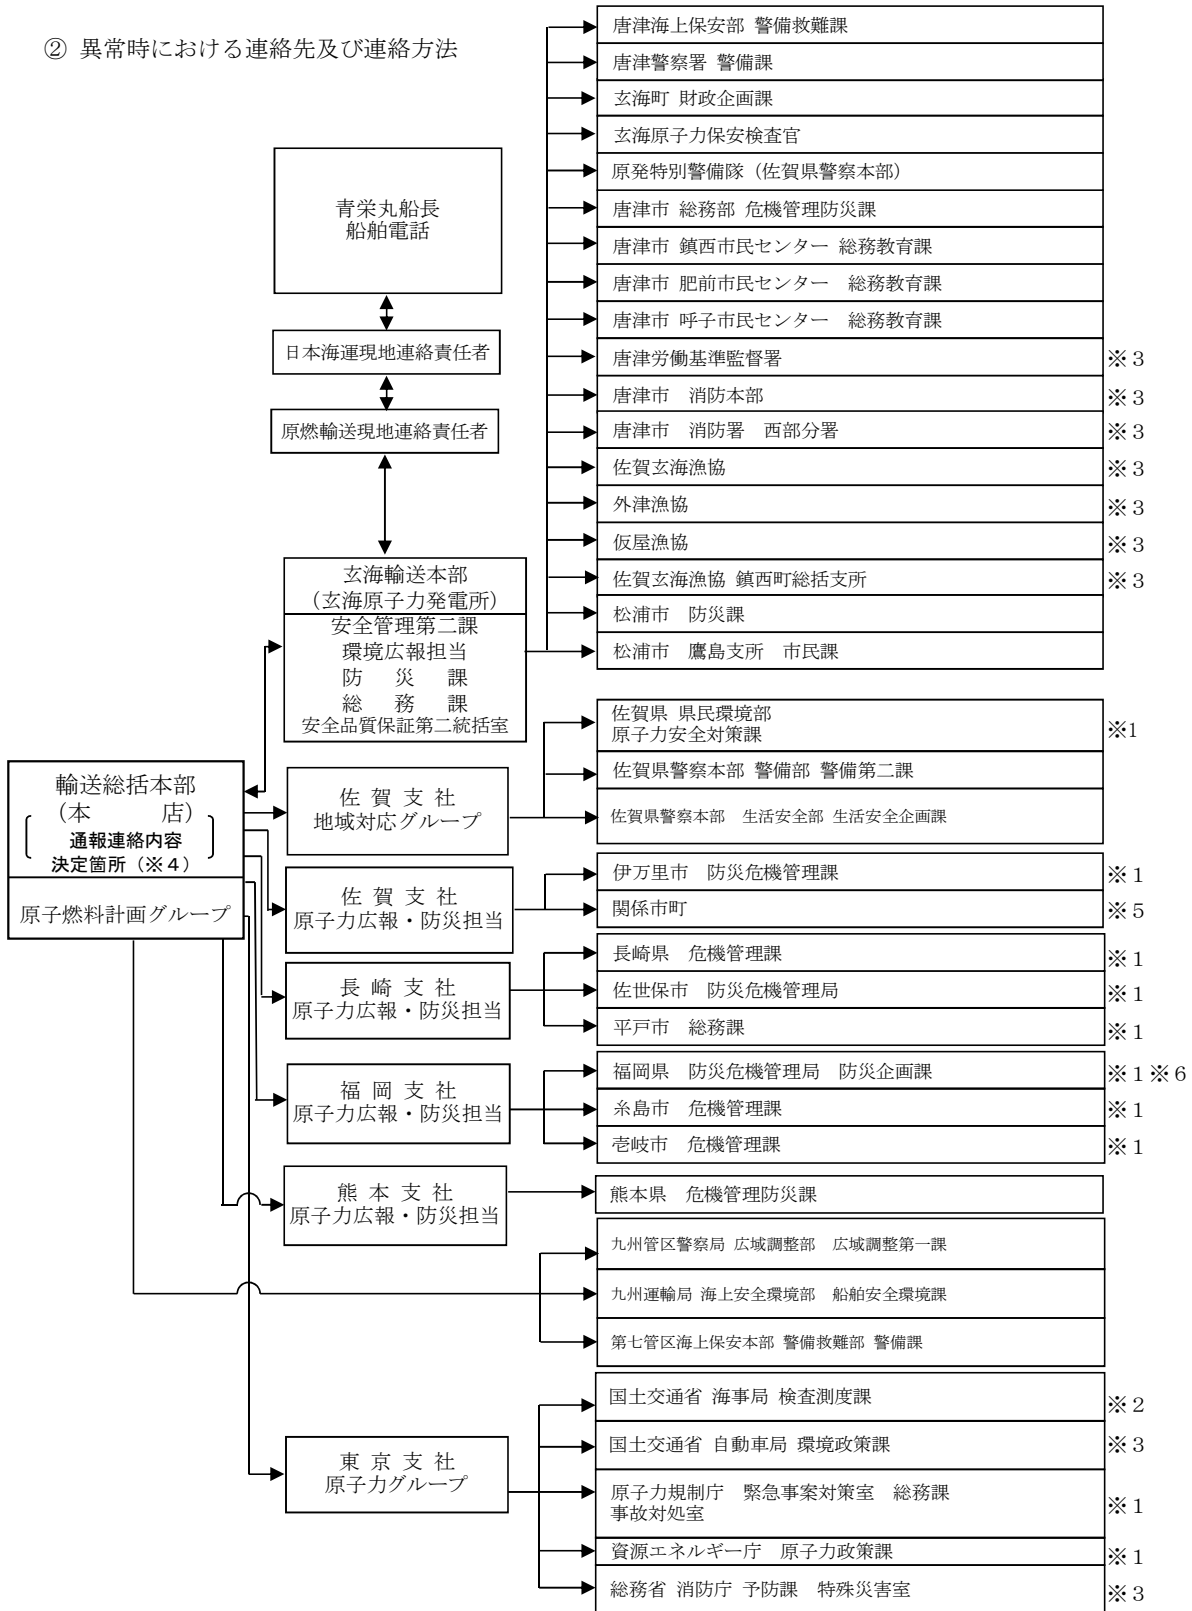 ② 異常時における連絡先及び連絡方法
青栄丸船長
船舶電話
日本海運現地連絡責任者
原燃輸送現地連絡責任者
玄海輸送本部
（玄海原子力発電所）
安全管理第二課
環境広報担当
防　災　課
総　務　課
安全品質保証第二統括室
輸送総括本部
（本　　　店）
通報連絡内容
決定箇所（※４）
原子燃料計画グループ
唐津海上保安部 警備救難課
唐津警察署 警備課
玄海町 財政企画課
玄海原子力保安検査官
原発特別警備隊（佐賀県警察本部）
唐津市 総務部 危機管理防災課
唐津市 鎮西市民センター 総務教育課
唐津市 肥前市民センター　総務教育課
唐津市 呼子市民センター　総務教育課
唐津労働基準監督署 ※３
唐津市　消防本部 ※３
唐津市　消防署　西部分署 ※３
佐賀玄海漁協 ※３
外津漁協 ※３
仮屋漁協 ※３
佐賀玄海漁協 鎮西町総括支所 ※３
松浦市　防災課
松浦市　鷹島支所　市民課
佐 賀 支 社
地域対応グループ
佐賀県 県民環境部
原子力安全対策課 ※1
佐賀県警察本部 警備部 警備第二課
佐賀県警察本部　生活安全部 生活安全企画課
佐 賀 支 社
原子力広報・防災担当
伊万里市　防災危機管理課 ※１
関係市町 ※５
長 崎 支 社
原子力広報・防災担当
長崎県　危機管理課 ※１
佐世保市　防災危機管理局 ※１
平戸市　総務課 ※１
福 岡 支 社
原子力広報・防災担当
福岡県　防災危機管理局　防災企画課 ※１※６
糸島市　危機管理課 ※１
壱岐市　危機管理課 ※１
熊 本 支 社
原子力広報・防災担当
熊本県　危機管理防災課
九州管区警察局 広域調整部　広域調整第一課
九州運輸局 海上安全環境部　船舶安全環境課
第七管区海上保安本部 警備救難部 警備課
東 京 支 社
原子力グループ
国土交通省 海事局 検査測度課 ※２
国土交通省 自動車局 環境政策課 ※３
原子力規制庁　緊急事案対策室　総務課
事故対処室 ※１
資源エネルギー庁　原子力政策課 ※１
総務省 消防庁 予防課　特殊災害室 ※３